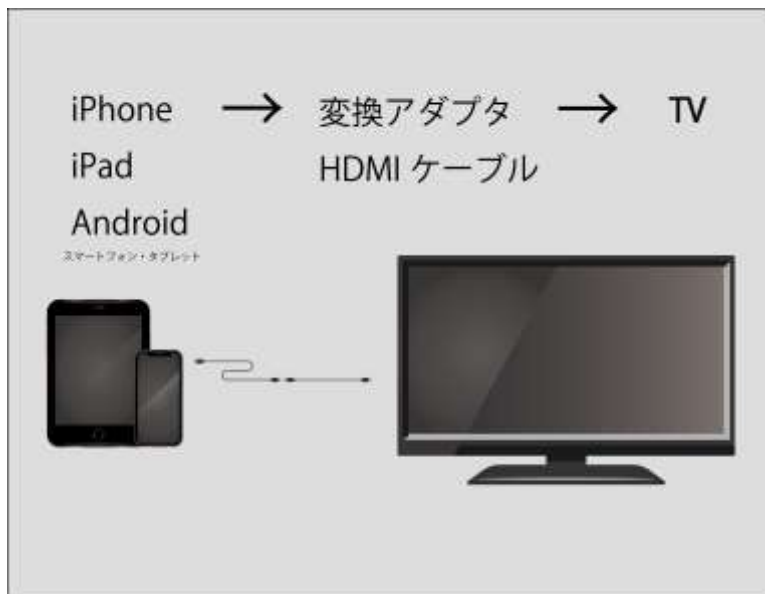 iPhone → 変換アダプタ → TV
iPad HDMI ケーブル
Android
スマートフォン・タブレット